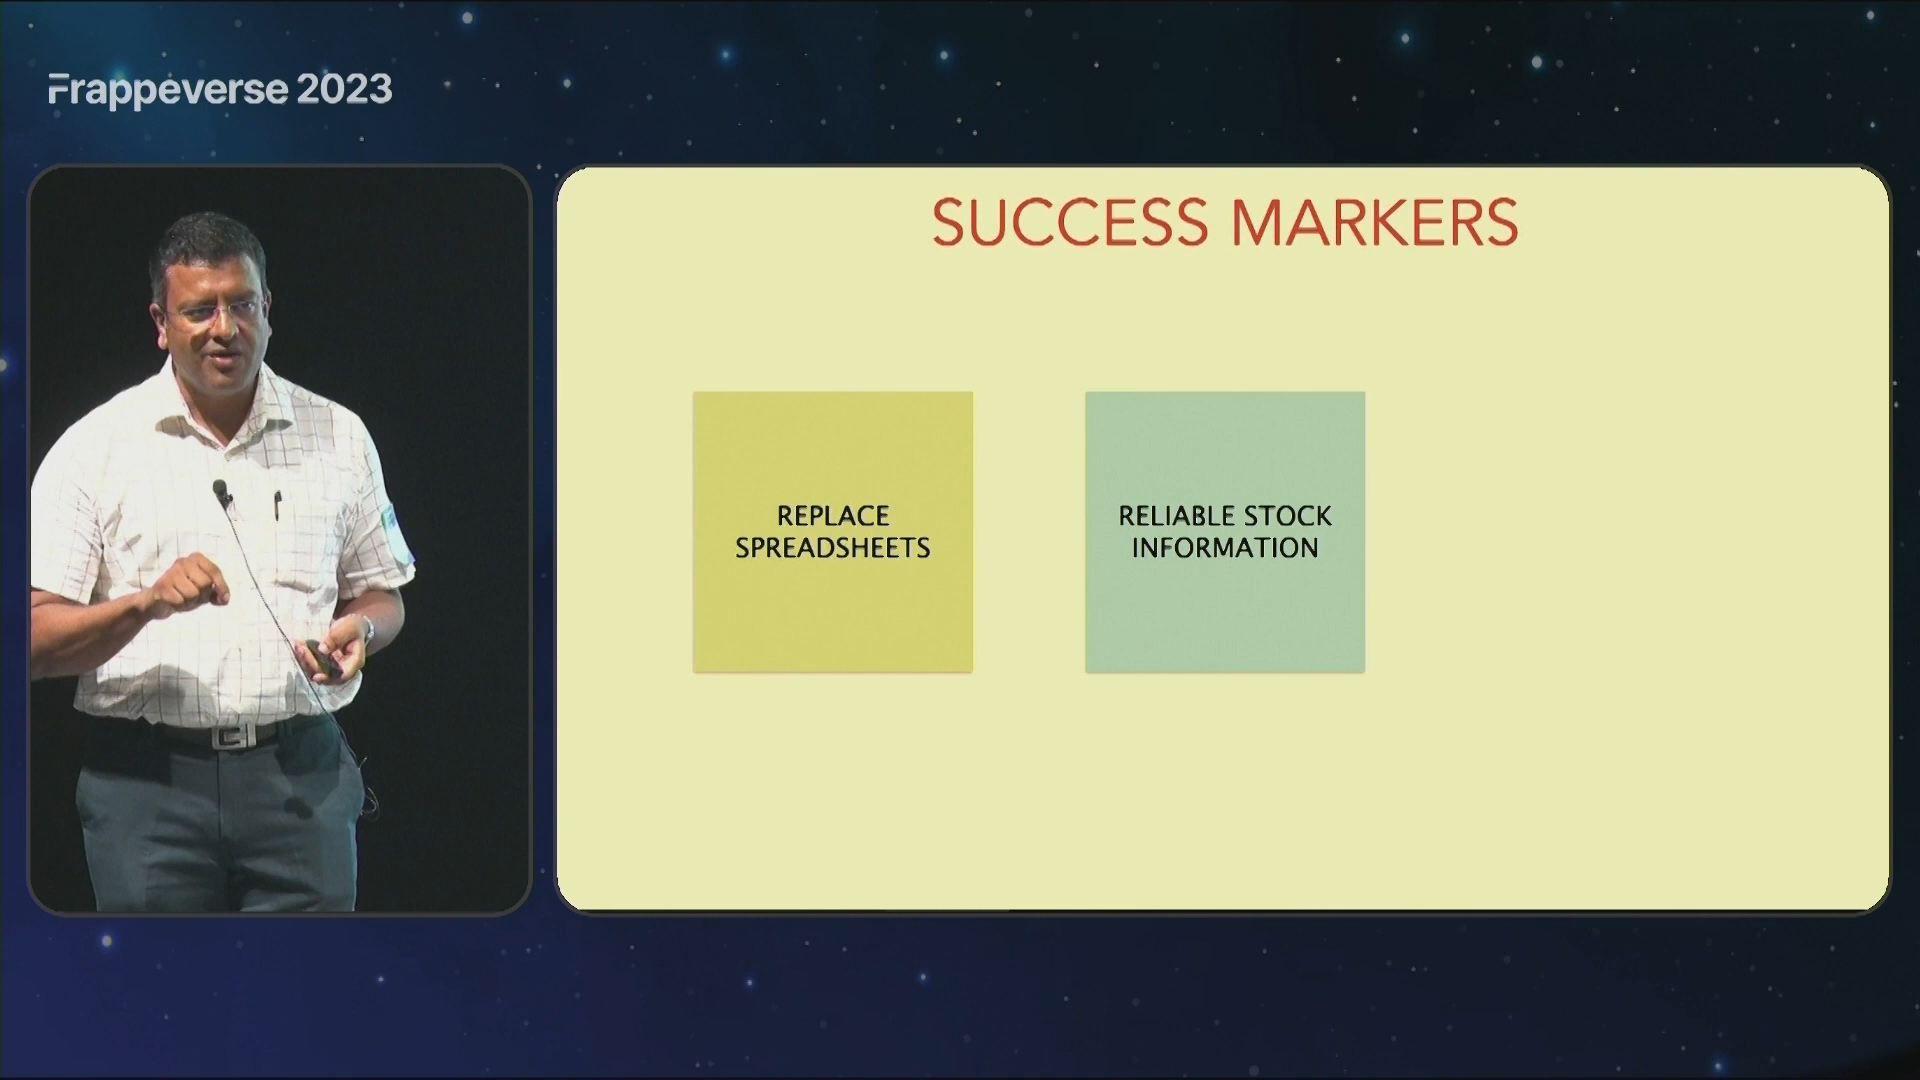 Frappeverse 2023
SUCCESS MARKERS
REPLACE
SPREADSHEETS
RELIABLE STOCK
INFORMATION